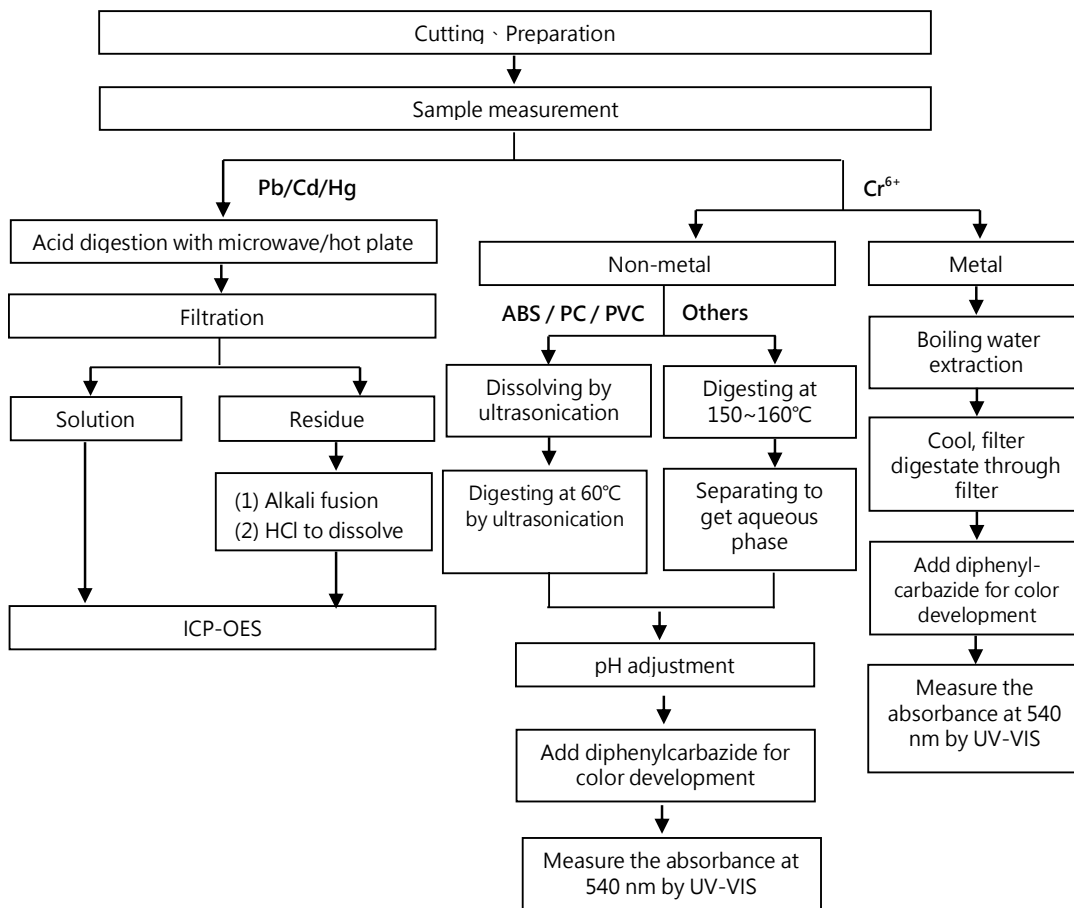 Cutting、Preparation
Sample measurement
Pb/Cd/Hg
Cr⁶⁺
Acid digestion with microwave/hot plate
Filtration
Solution
Residue
(1) Alkali fusion
(2) HCl to dissolve
ICP-OES
Non-metal
ABS / PC / PVC
Others
Dissolving by
ultrasonication
Digesting at 60℃
by ultrasonication
Digesting at
150~160℃
Separating to
get aqueous
phase
pH adjustment
Add diphenylcarbazide for
color development
Measure the absorbance at
540 nm by UV-VIS
Metal
Boiling water
extraction
Cool, filter
digestate through
filter
Add diphenyl-
carbazide for color
development
Measure the
absorbance at 540
nm by UV-VIS